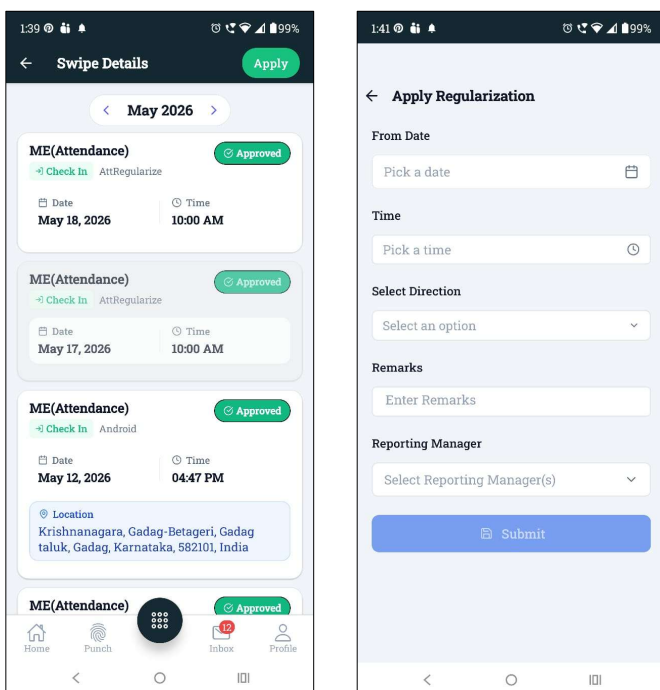 1:39
99%
Swipe Details
Apply
May 2026
ME(Attendance)
Approved
Check In AttRegularize
Date
Time
May 18, 2026
10:00 AM
ME(Attendance)
Approved
Check In AttRegularize
Date
Time
May 17, 2026
10:00 AM
ME(Attendance)
Approved
Check In Android
Date
Time
May 12, 2026
04:47 PM
Location
Krishnanagara, Gadag-Betageri, Gadag
taluk, Gadag, Karnataka, 582101, India
ME(Attendance)
Approved
12
Home
Punch
Inbox
Profile
1:41
99%
Apply Regularization
From Date
Pick a date
Time
Pick a time
Select Direction
Select an option
Remarks
Enter Remarks
Reporting Manager
Select Reporting Manager(s)
Submit